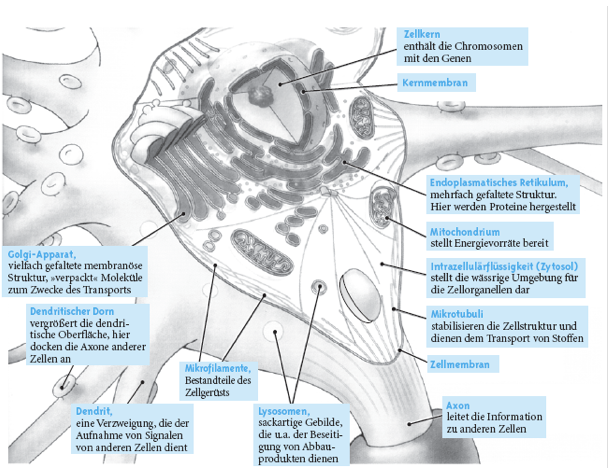 Zellkern
enthält die Chromosomen
mit den Genen
Kernmembran
Endoplasmatisches Retikulum,
mehrfach gefaltete Struktur.
Hier werden Proteine hergestellt
Mitochondrium
stellt Energievorräte bereit
Intrazellulärflüssigkeit (Zytosol)
stellt die wässrige Umgebung für
die Zellorganellen dar
Mikrotubuli
stabilisieren die Zellstruktur und
dienen dem Transport von Stoffen
Zellmembran
Axon
leitet die Information
zu anderen Zellen
Golgi-Apparat,
vielfach gefaltete membranöse
Struktur, »verpackt« Moleküle
zum Zwecke des Transports
Dendritischer Dorn
vergrößert die dendri-
tische Oberfläche, hier
docken die Axone anderer
Zellen an
Mikrofilamente,
Bestandteile des
Zellgerüsts
Dendrit,
eine Verzweigung, die der
Aufnahme von Signalen
von anderen Zellen dient
Lysosomen,
sackartige Gebilde,
die u.a. der Beseiti-
gung von Abbau-
produkten dienen